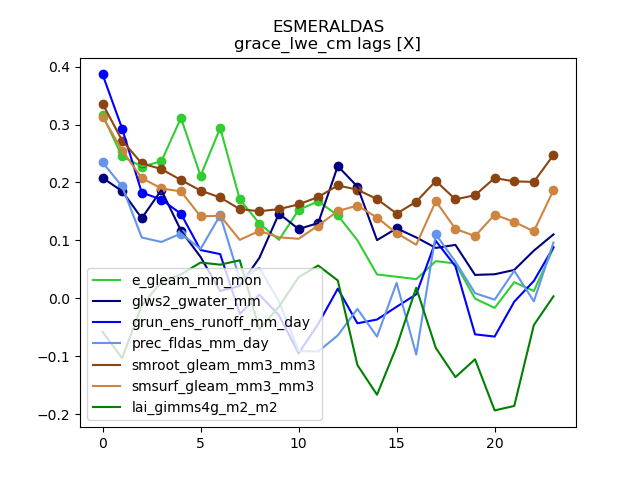 ESMERALDAS
grace_lwe_cm lags [X]
0.4
0.3
0.2
0.1
0.0
−0.1
−0.2
e_gleam_mm_mon
glws2_gwater_mm
grun_ens_runoff_mm_day
prec_fldas_mm_day
smroot_gleam_mm3_mm3
smsurf_gleam_mm3_mm3
lai_gimms4g_m2_m2
0 5 10 15 20